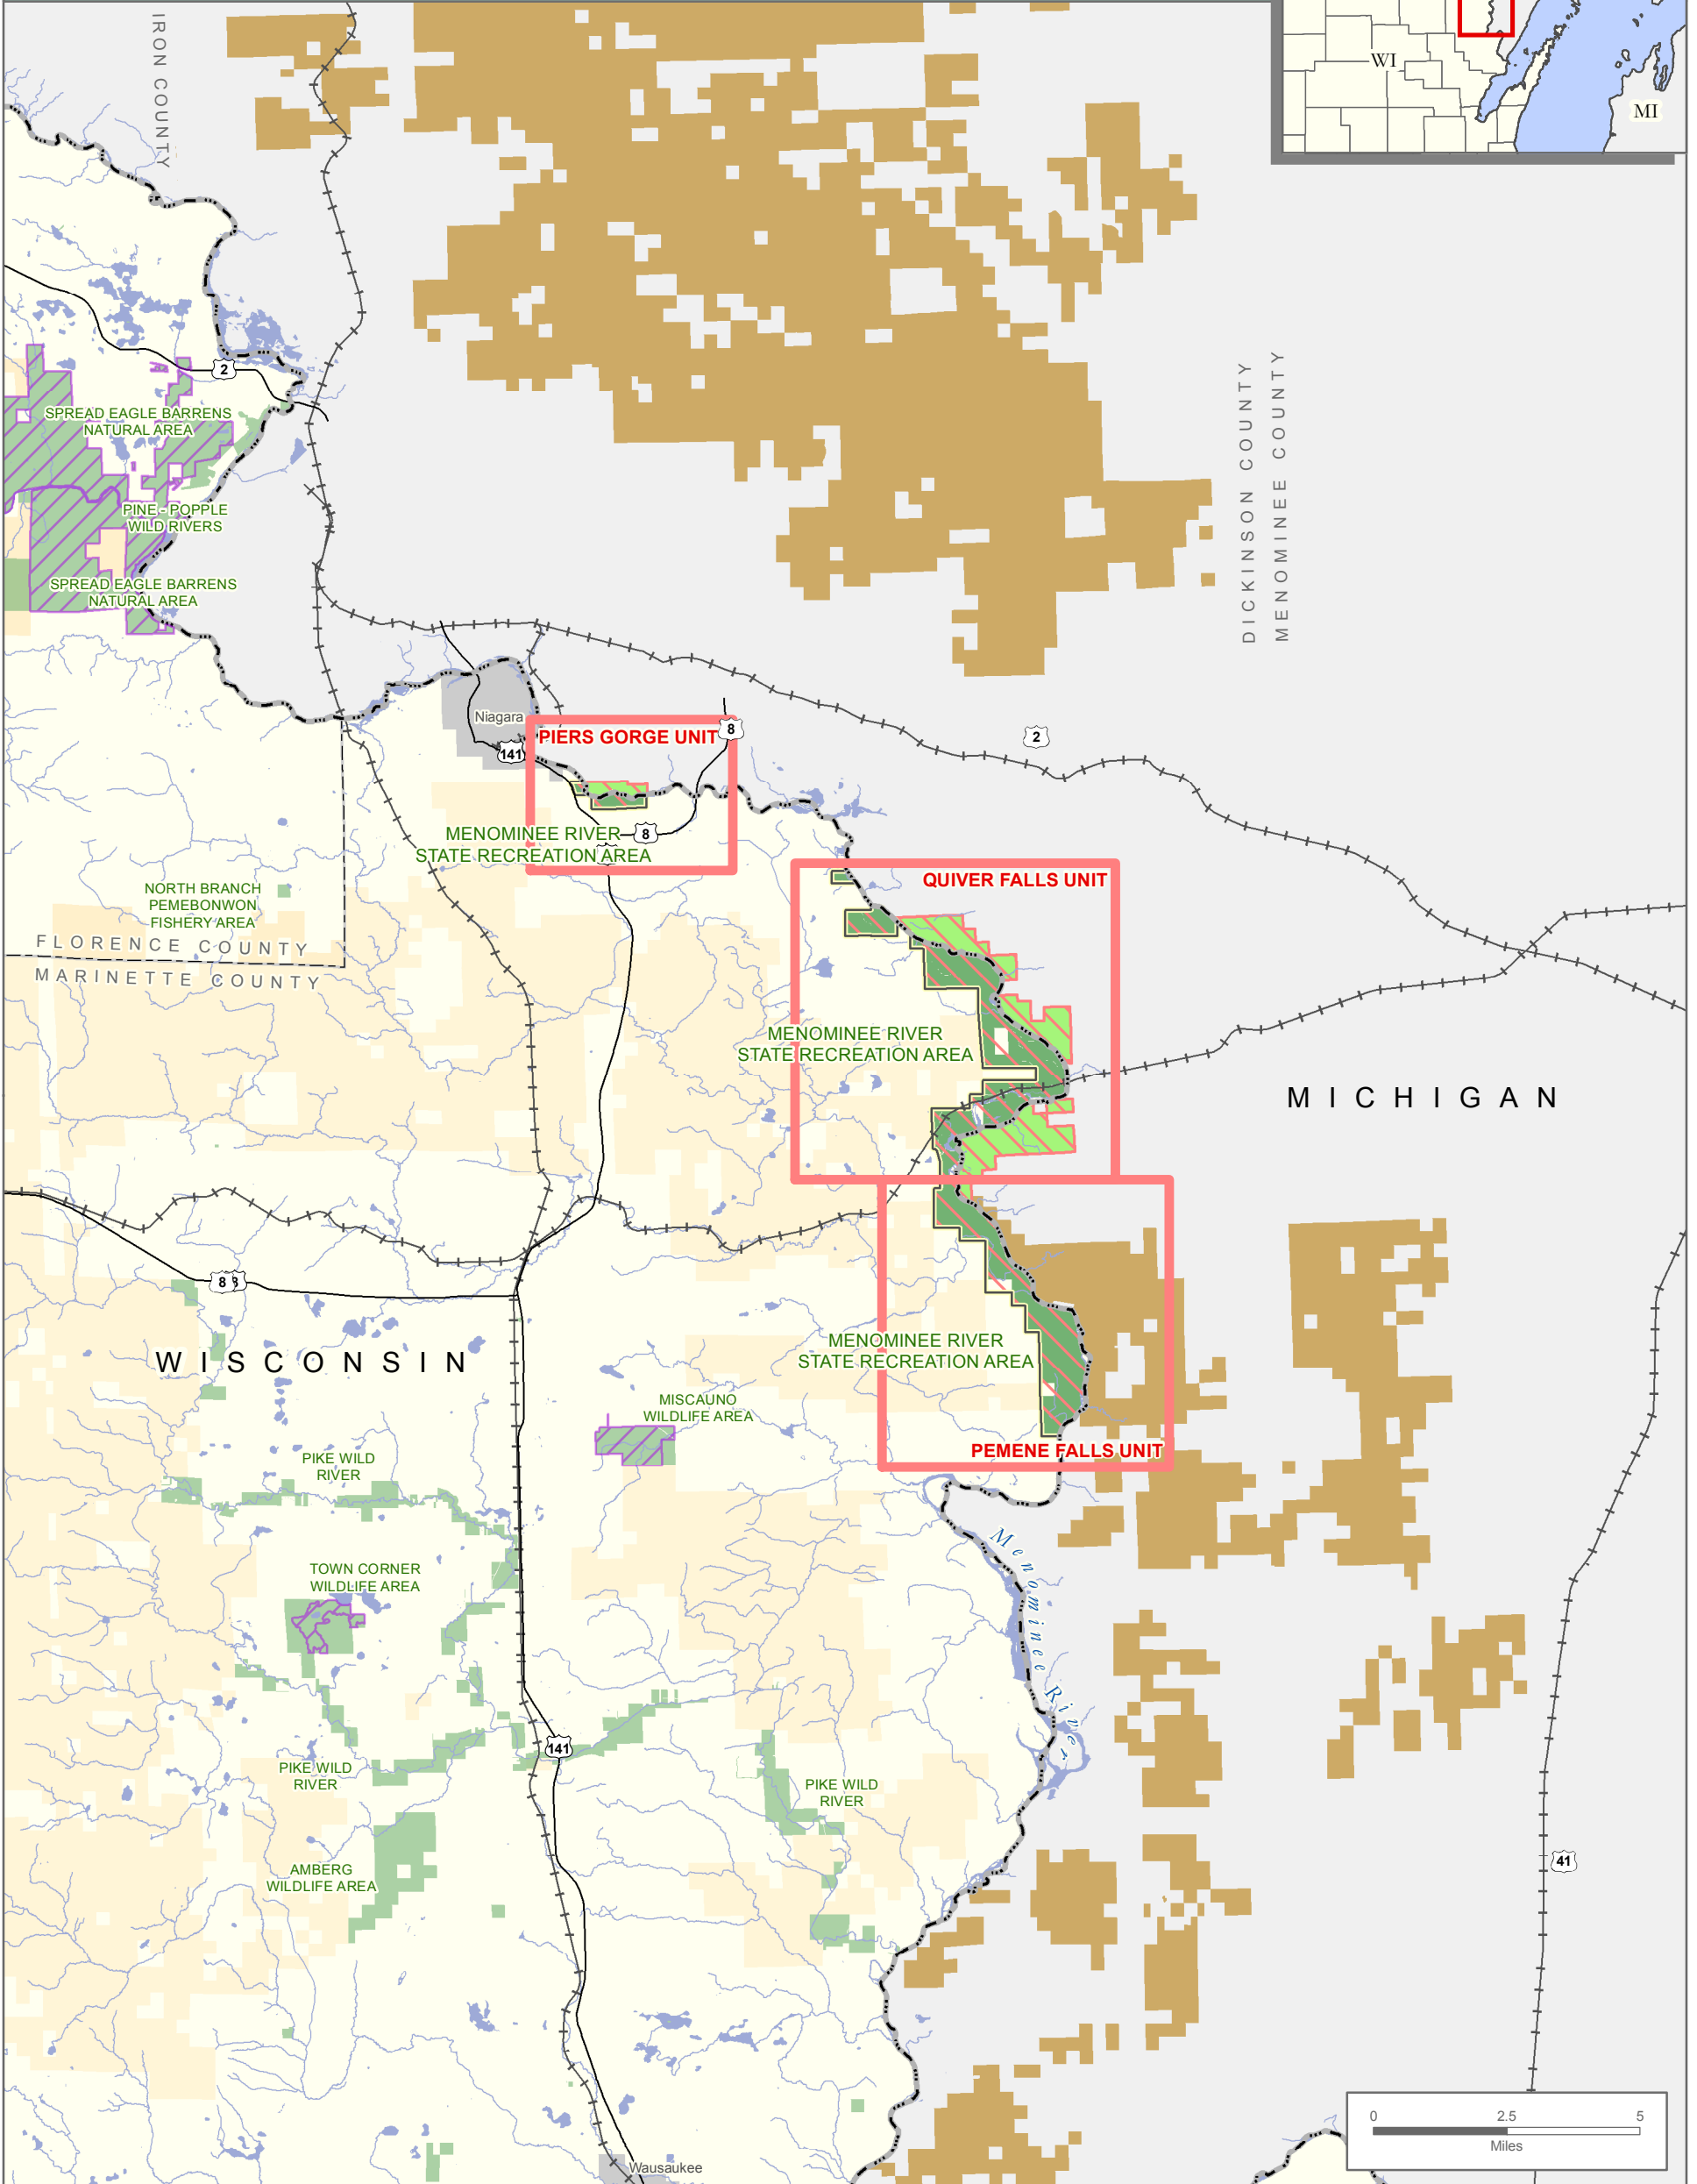 IRON COUNTY
WI
MI
2
SPREAD EAGLE BARRENS
NATURAL AREA
PINE - POPPLE
WILD RIVERS
SPREAD EAGLE BARRENS
NATURAL AREA
DICKINSON COUNTY
MENOMINEE COUNTY
Niagara
141
PIERS GORGE UNIT
8
2
8
MENOMINEE RIVER
STATE RECREATION AREA
QUIVER FALLS UNIT
NORTH BRANCH
PEMEBONWON
FISHERY AREA
FLORENCE COUNTY
MARINETTE COUNTY
MENOMINEE RIVER
STATE RECREATION AREA
MICHIGAN
8
WISCONSIN
MENOMINEE RIVER
STATE RECREATION AREA
MISCAUNO
WILDLIFE AREA
PEMENE FALLS UNIT
PIKE WILD
RIVER
Menominee River
TOWN CORNER
WILDLIFE AREA
141
PIKE WILD
RIVER
PIKE WILD
RIVER
AMBERG
WILDLIFE AREA
41
0 2.5 5
Miles
Wausaukee